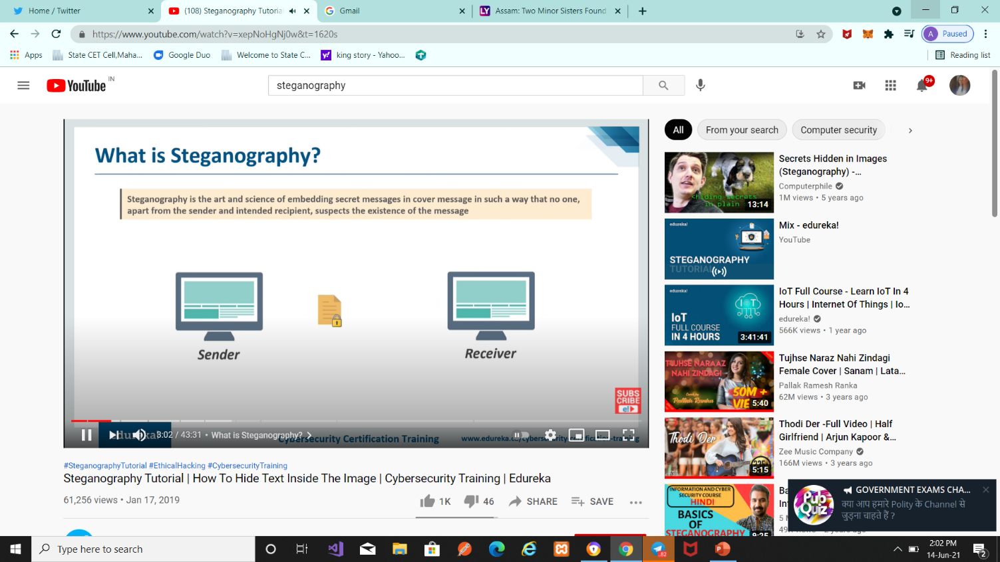 Home / Twitter
(108) Steganography Tutoria
Gmail
Assam: Two Minor Sisters Found
https://www.youtube.com/watch?v=xepNoHgNj0w&t=1620s
A Paused
Apps
State CET Cell,Maha...
Google Duo
Welcome to State C...
king story - Yahoo...
Reading list
YouTube IN
steganography
9+
What is Steganography?
Steganography is the art and science of embedding secret messages in cover message in such a way that no one,
apart from the sender and intended recipient, suspects the existence of the message
Sender
Receiver
SUBS
CRIBE
3:02 / 43:31 • What is Steganography?
edureka!
Cybersecurity Certification Training
www.edureka.co/cybersecurity-certification-training
#SteganographyTutorial #EthicalHacking #CybersecurityTraining
Steganography Tutorial | How To Hide Text Inside The Image | Cybersecurity Training | Edureka
61,256 views • Jan 17, 2019
1K
46
SHARE
SAVE
All
From your search
Computer security
<hiding secrets
in plain
13:14
Secrets Hidden in Images
(Steganography) -...
Computerphile
1M views • 5 years ago
edureka!
STEGANOGRAPHY
TUTORIAL
Mix - edureka!
YouTube
edureka!
IoT
IoT
FULL COURSE
IN 4 HOURS
3:41:41
IoT Full Course - Learn IoT In 4
Hours | Internet Of Things | Io...
edureka!
566K views • 1 year ago
TUJHSE NARAAZ
NAHI ZINDAGI
Pallak Ranka
50M +
VIE
5:40
Tujhse Naraz Nahi Zindagi
Female Cover | Sanam | Lata...
Pallak Ramesh Ranka
62M views • 3 years ago
Thodi Der
5:15
Thodi Der -Full Video | Half
Girlfriend | Arjun Kapoor &...
Zee Music Company
166M views • 3 years ago
INFORMATION AND CYBER
SECURITY COURSE
HINDI
BASICS
OF
STEGANOGRAPHY
9:25
Ba
In
5
49
Pub
Quiz
GOVERNMENT EXAMS CHA...
क्या आप हमारे Polity के Channel से
जुड़ना चाहते हैं ?
Type here to search
.82
2:02 PM
14-Jun-21
2